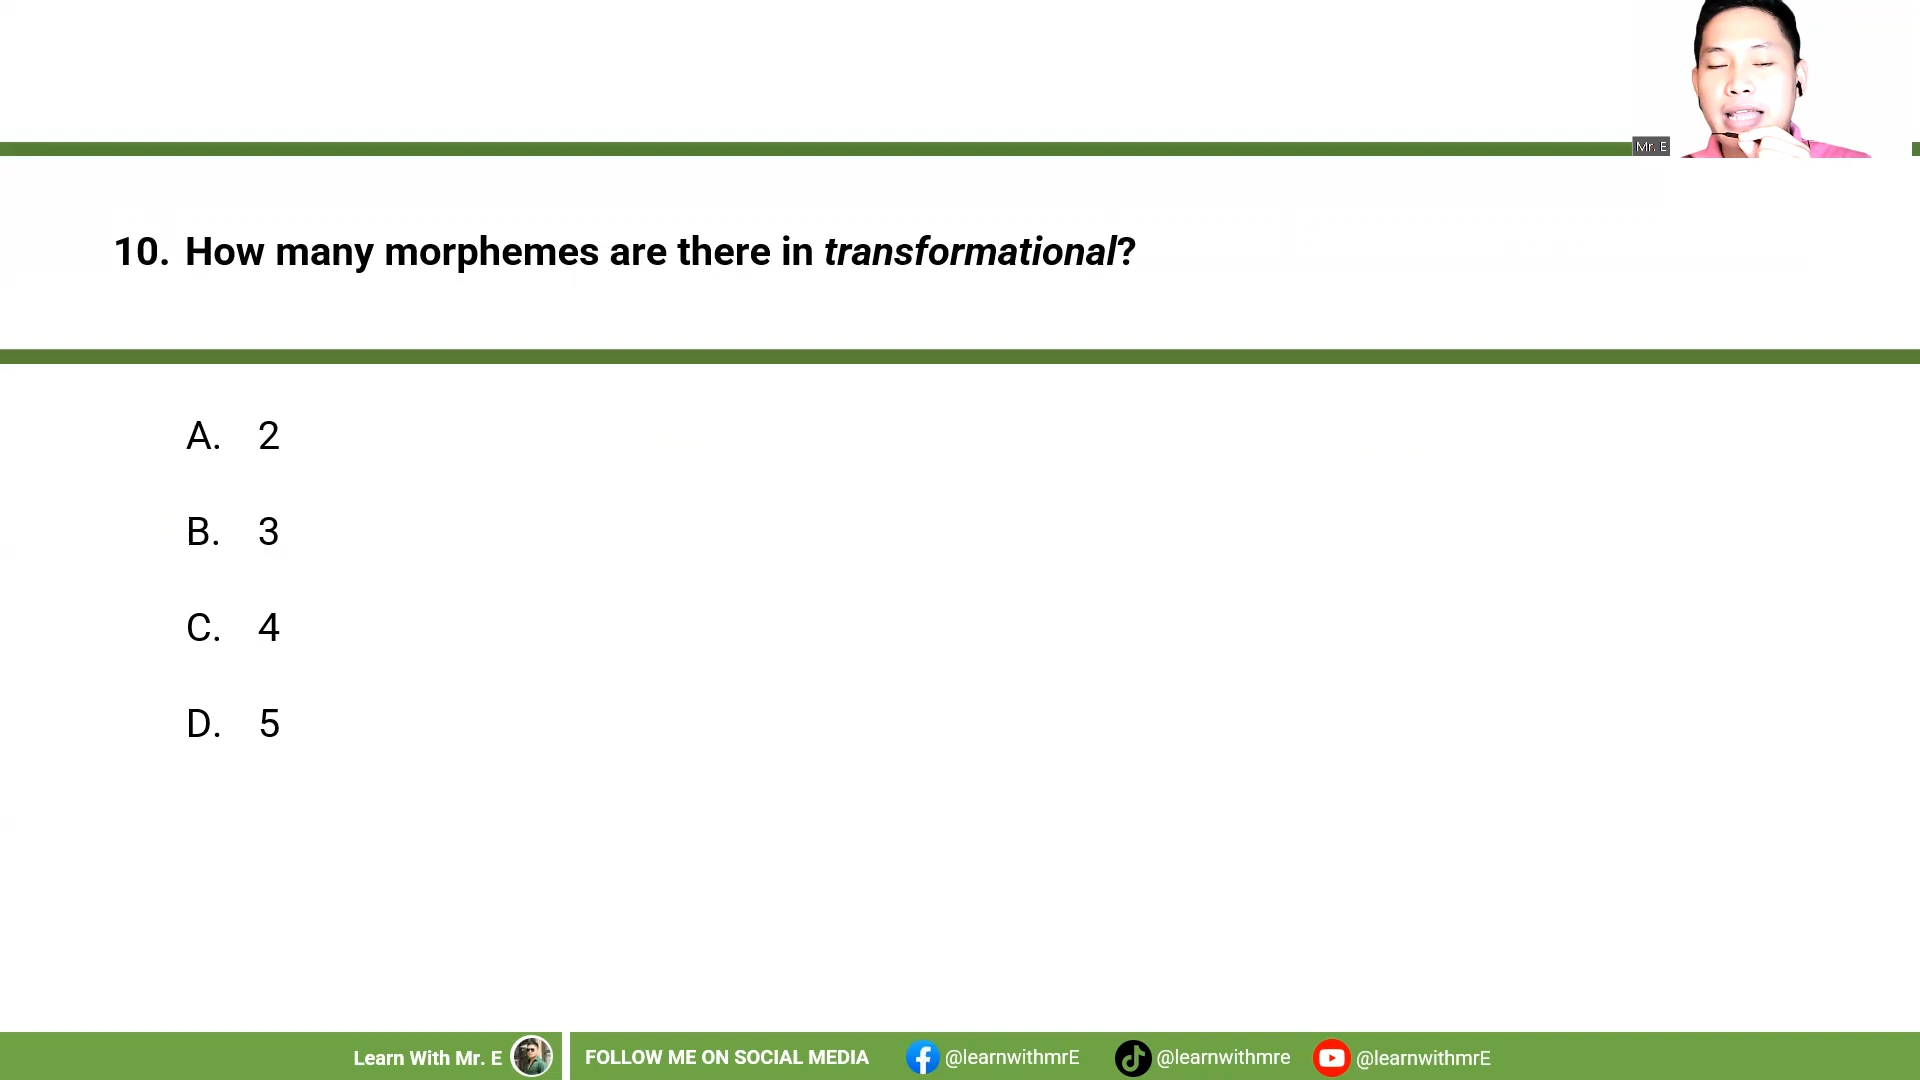 Mr. E
10. How many morphemes are there in transformational?
A. 2
B. 3
C. 4
D. 5
Learn With Mr. E
FOLLOW ME ON SOCIAL MEDIA @learnwithmrE @learnwithmre @learnwithmrE